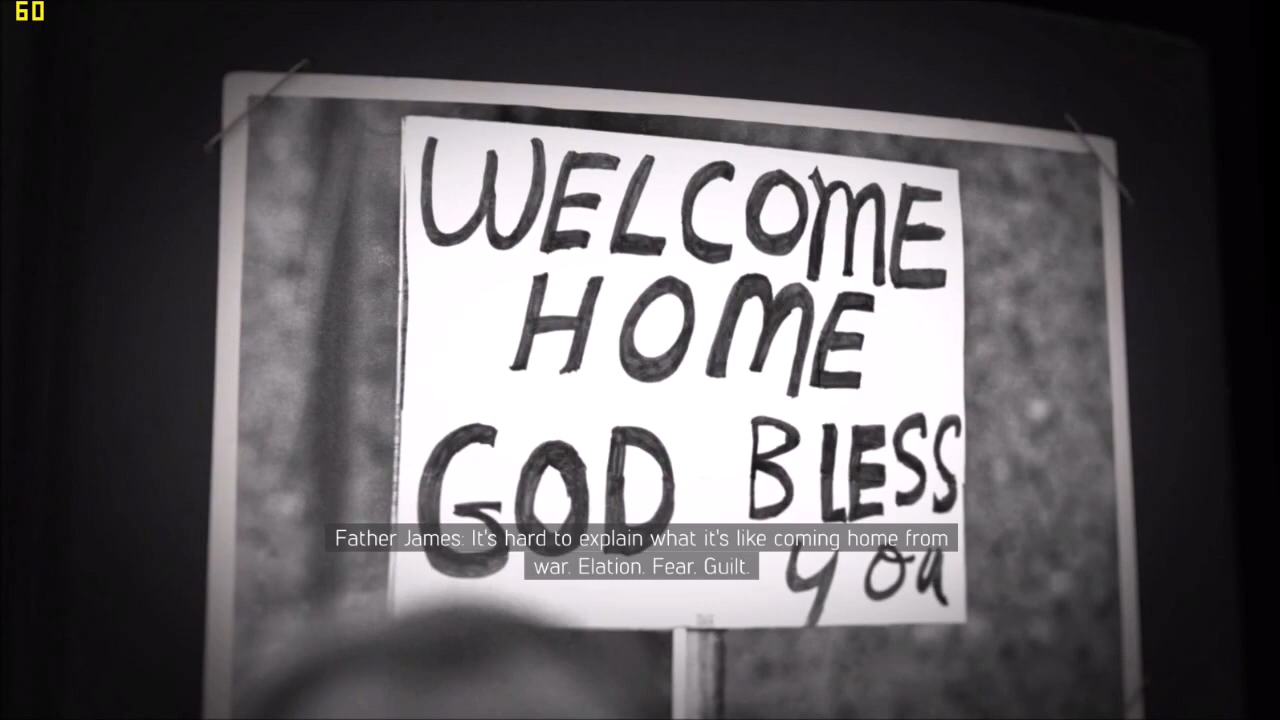 60
WELCOME
HOME
GOD BLESS
you
Father James: It's hard to explain what it's like coming home from
war. Elation. Fear. Guilt.